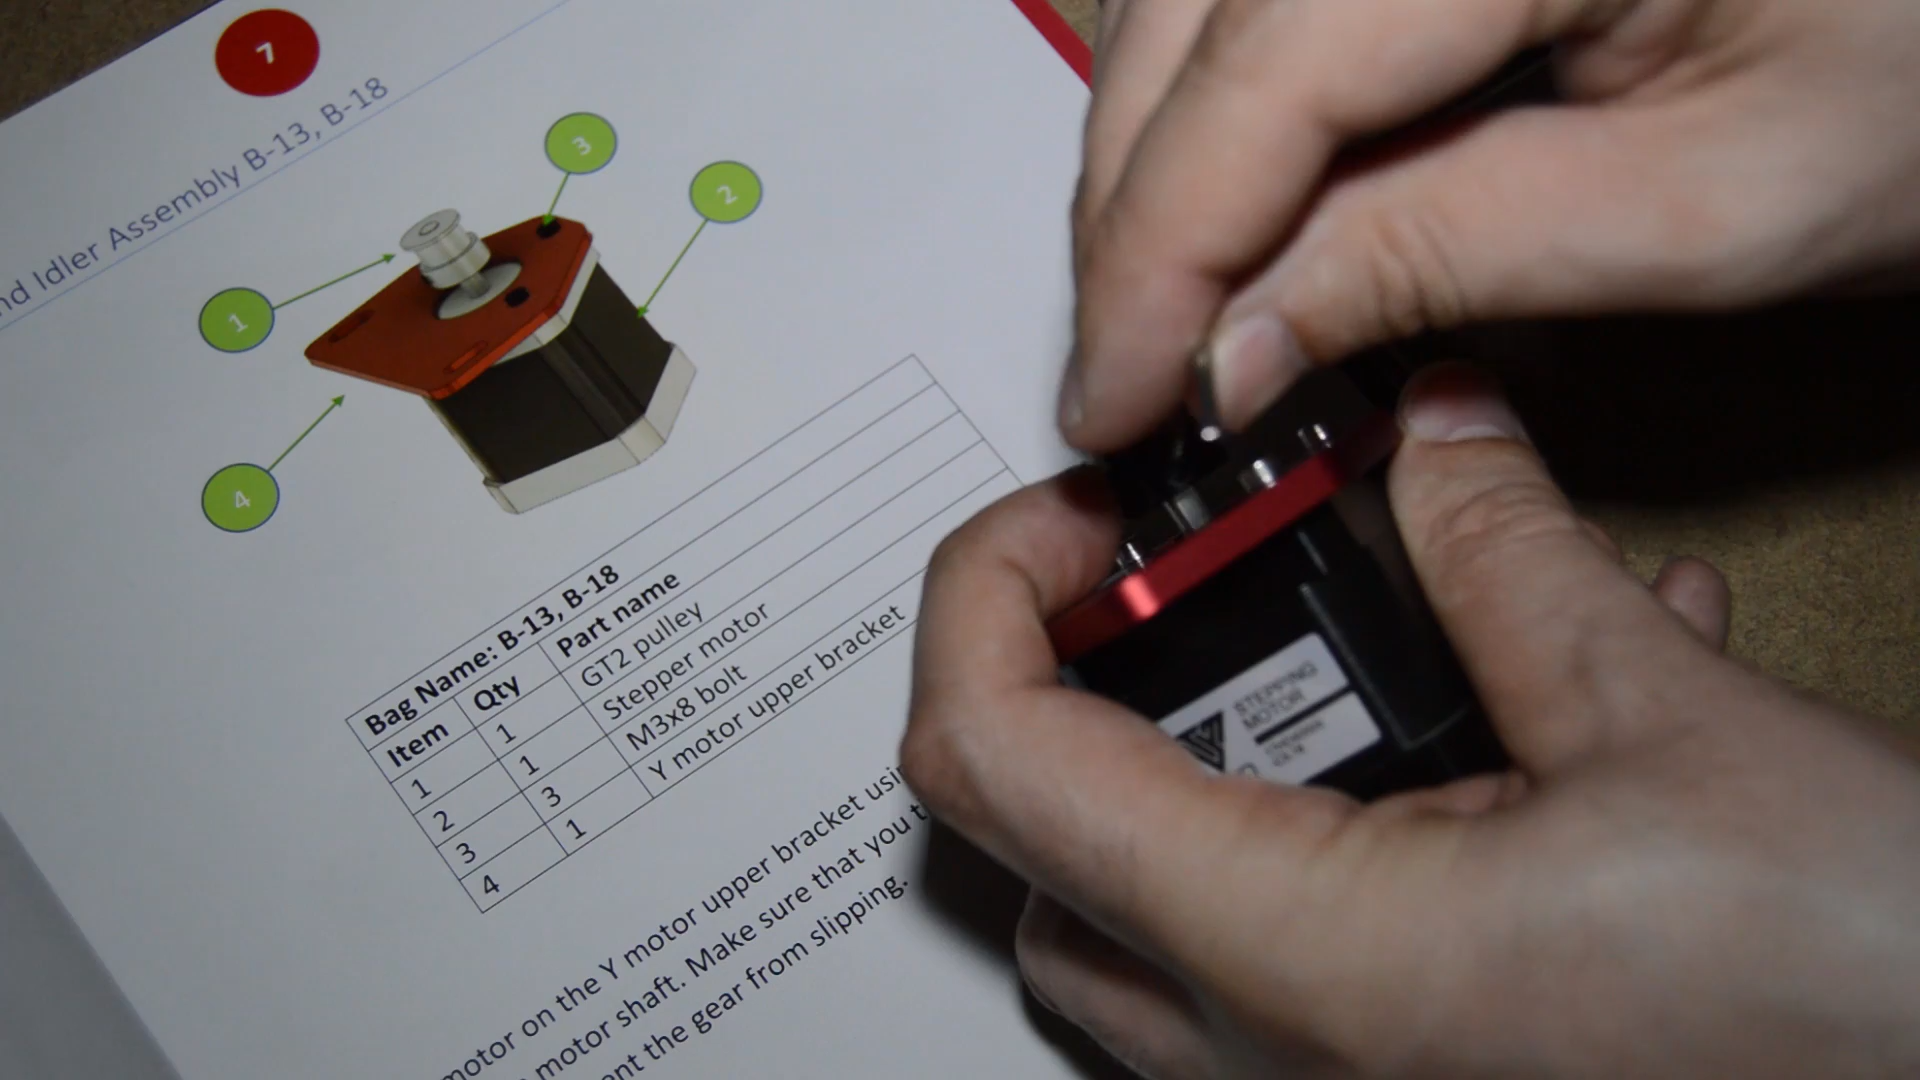 7
nd Idler Assembly B-13, B-18
3
2
1
4
Bag Name: B-13, B-18
Item Qty Part name
1 1 GT2 pulley
2 1 Stepper motor
3 3 M3x8 bolt
4 1 Y motor upper bracket
motor on the Y motor upper bracket usin
motor shaft. Make sure that you t
ent the gear from slipping.
STEPPING
MOTOR